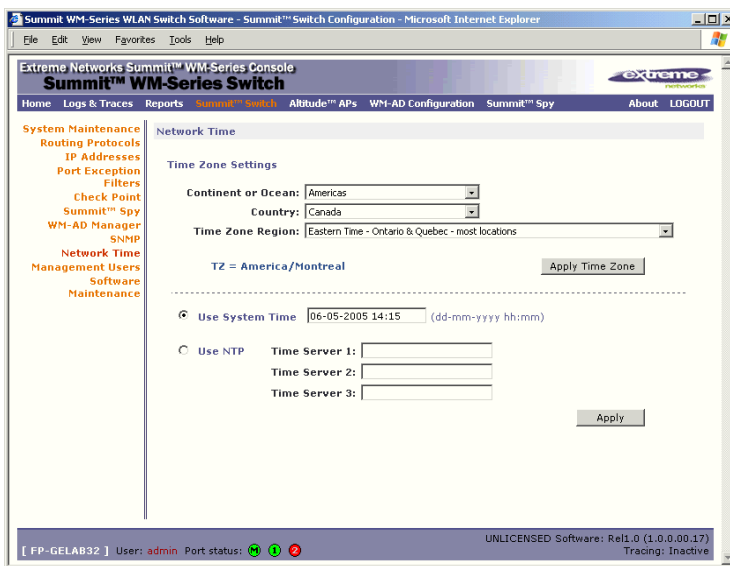 Summit WM-Series WLAN Switch Software - Summit™ Switch Configuration - Microsoft Internet Explorer
File Edit View Favorites Tools Help
Extreme Networks Summit™ WM-Series Console
Summit™ WM-Series Switch
extreme
networks
Home Logs & Traces Reports Summit™ Switch Altitude™ APs WM-AD Configuration Summit™ Spy About LOGOUT
System Maintenance
Routing Protocols
IP Addresses
Port Exception
Filters
Check Point
Summit™ Spy
WM-AD Manager
SNMP
Network Time
Management Users
Software
Maintenance
Network Time
Time Zone Settings
Continent or Ocean: Americas
Country: Canada
Time Zone Region: Eastern Time - Ontario & Quebec - most locations
TZ = America/Montreal Apply Time Zone
Use System Time 06-05-2005 14:15 (dd-mm-yyyy hh:mm)
Use NTP Time Server 1:
Time Server 2:
Time Server 3:
Apply
UNLICENSED Software: Rel1.0 (1.0.0.00.17)
[ FP-GELAB32 ] User: admin Port status: M 1 2 Tracing: Inactive